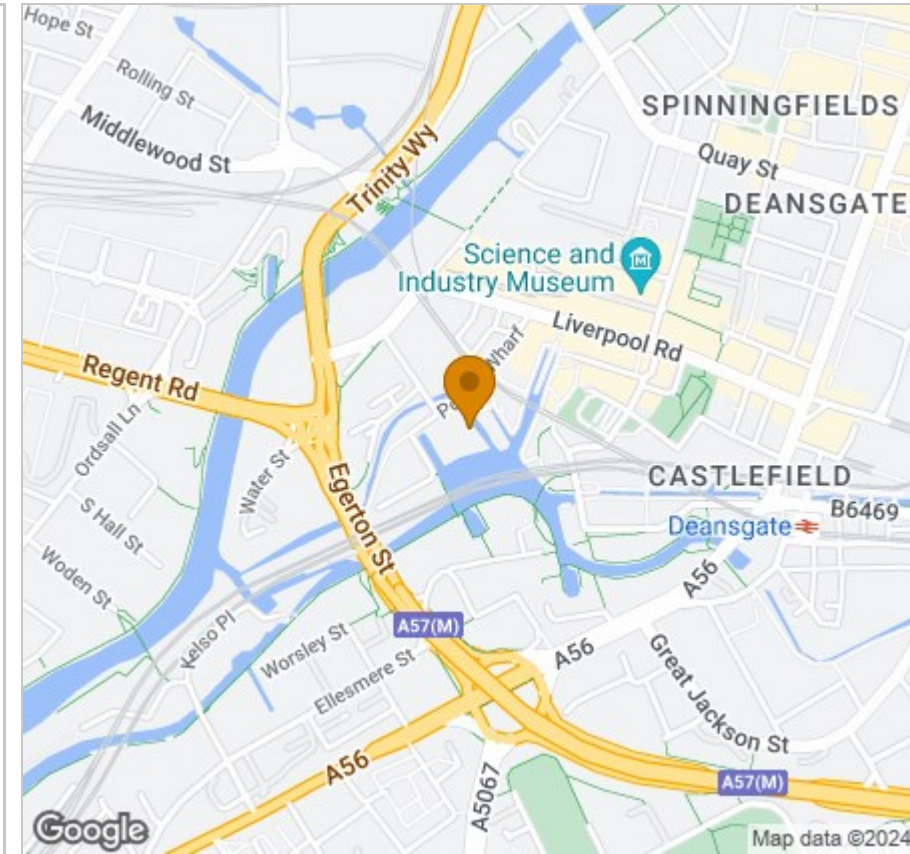 Hope St
Rolling St
Middlewood St
Trinity Wy
SPINNINGFIELDS
Quay St
DEANSGATE
Science and
Industry Museum
Liverpool Rd
Regent Rd
Ordsall Ln
Wharf
Water St
Egerton St
CASTLEFIELD
B6469
Deansgate
S Hall St
Woden St
A56
A57(M)
Kelso Pl
Worsley St
Ellesmere St
A56
Great Jackson St
A56
A5067
A57(M)
Google
Map data ©2024